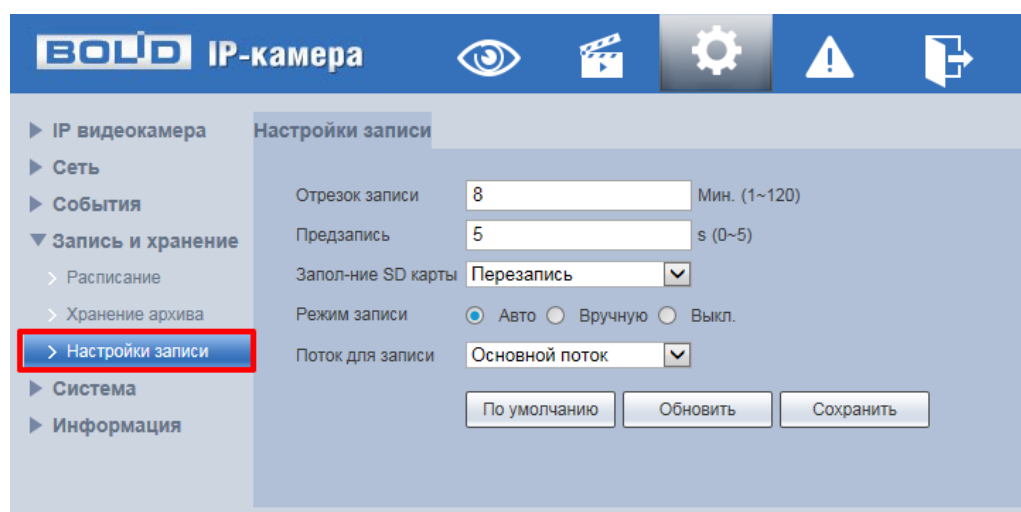 BOLID IP-камера
IP видеокамера
Сеть
События
Запись и хранение
Расписание
Хранение архива
Настройки записи
Система
Информация
Настройки записи
Отрезок записи 8 Мин. (1~120)
Предзапись 5 s (0~5)
Запол-ние SD карты Перезапись
Режим записи Авто Вручную Выкл.
Поток для записи Основной поток
По умолчанию Обновить Сохранить